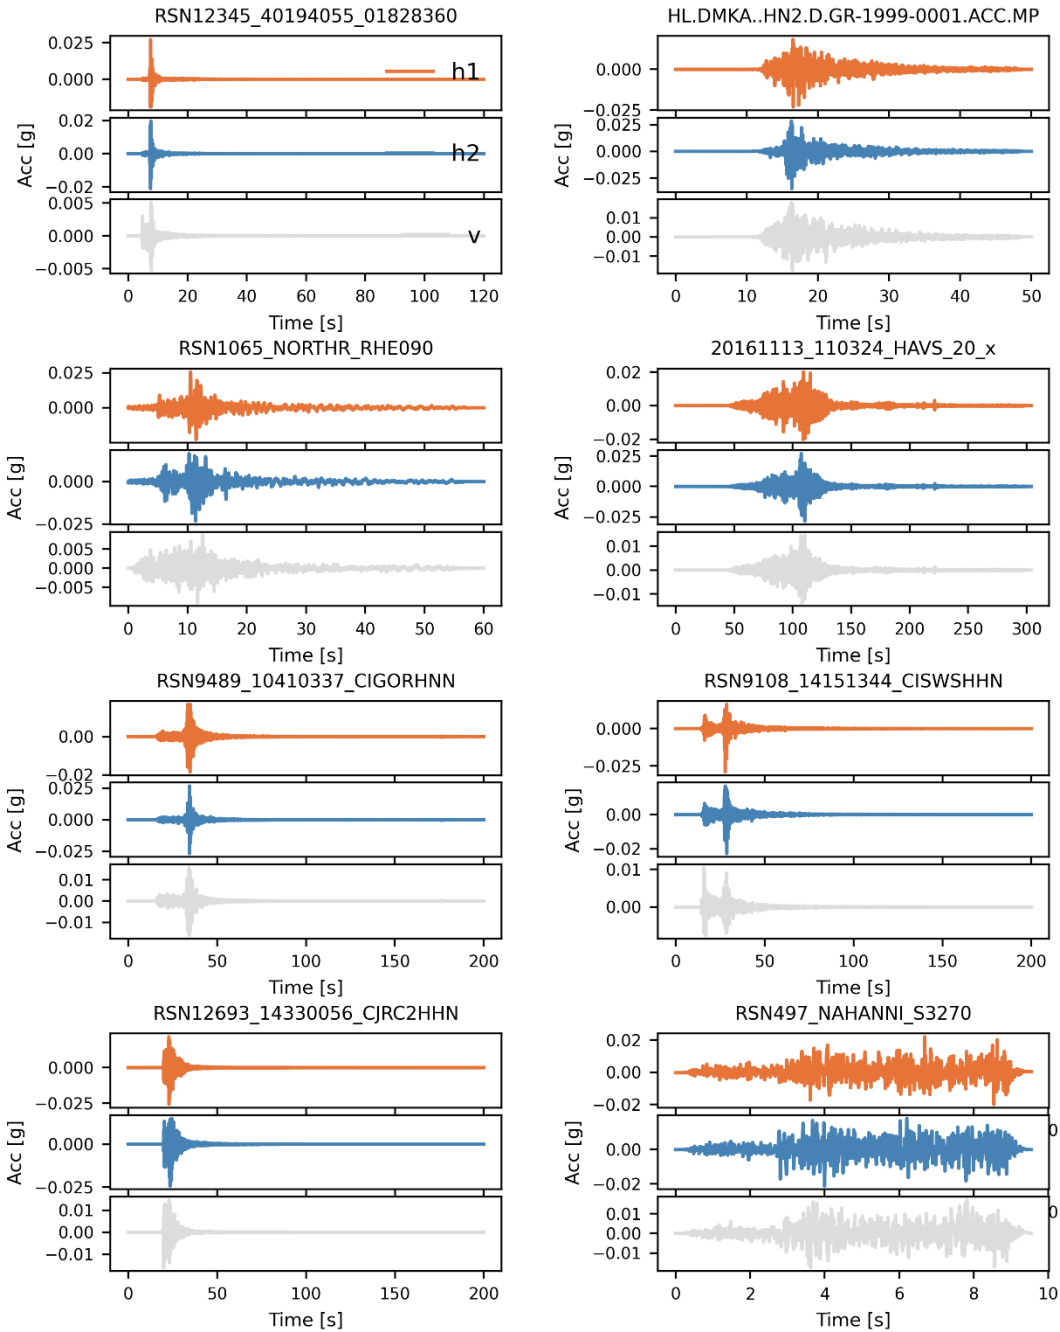 RSN12345_40194055_01828360
0.025
0.000
h1
0.02
0.00
−0.02
h2
0.005
0.000
−0.005
v
Acc [g]
0 20 40 60 80 100 120
Time [s]
HL.DMKA..HN2.D.GR-1999-0001.ACC.MP
0.000
−0.025
0.025
0.000
−0.025
0.01
0.00
−0.01
Acc [g]
0 10 20 30 40 50
Time [s]
RSN1065_NORTHR_RHE090
0.025
0.000
0.000
−0.025
0.005
0.000
−0.005
Acc [g]
0 10 20 30 40 50 60
Time [s]
20161113_110324_HAVS_20_x
0.02
0.00
−0.02
0.025
0.000
−0.025
0.01
0.00
−0.01
Acc [g]
0 50 100 150 200 250 300
Time [s]
RSN9489_10410337_CIGORHNN
0.00
−0.02
0.025
0.000
−0.025
0.01
0.00
−0.01
Acc [g]
0 50 100 150 200
Time [s]
RSN9108_14151344_CISWSHHN
0.000
−0.025
0.00
−0.02
0.01
0.00
Acc [g]
0 50 100 150 200
Time [s]
RSN12693_14330056_CJRC2HHN
0.000
−0.025
0.000
−0.025
0.01
0.00
−0.01
Acc [g]
0 50 100 150 200
Time [s]
RSN497_NAHANNI_S3270
0.02
0.00
−0.02
0.00
−0.02
0.01
0.00
−0.01
Acc [g]
0
0
0 2 4 6 8 10
Time [s]